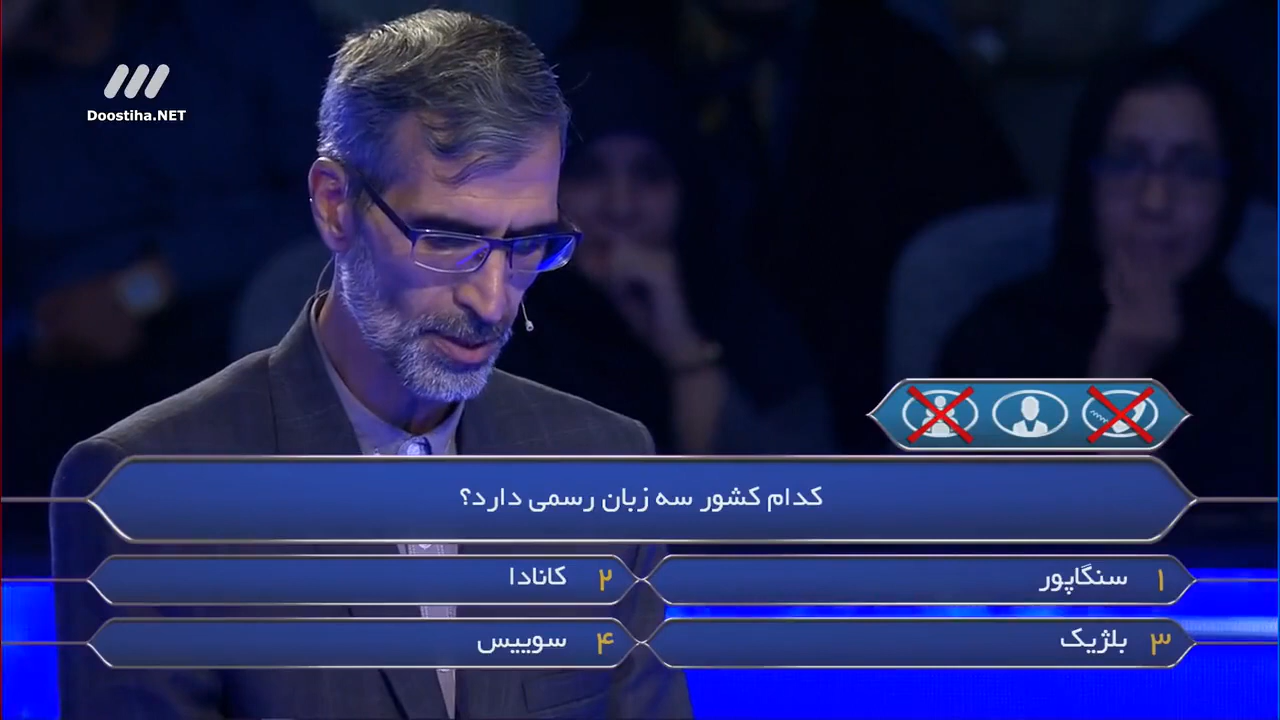 Doostiha.NET
کدام کشور سه زبان رسمی دارد؟
۱ سنگاپور
۲ کانادا
۳ بلژیک
۴ سوییس